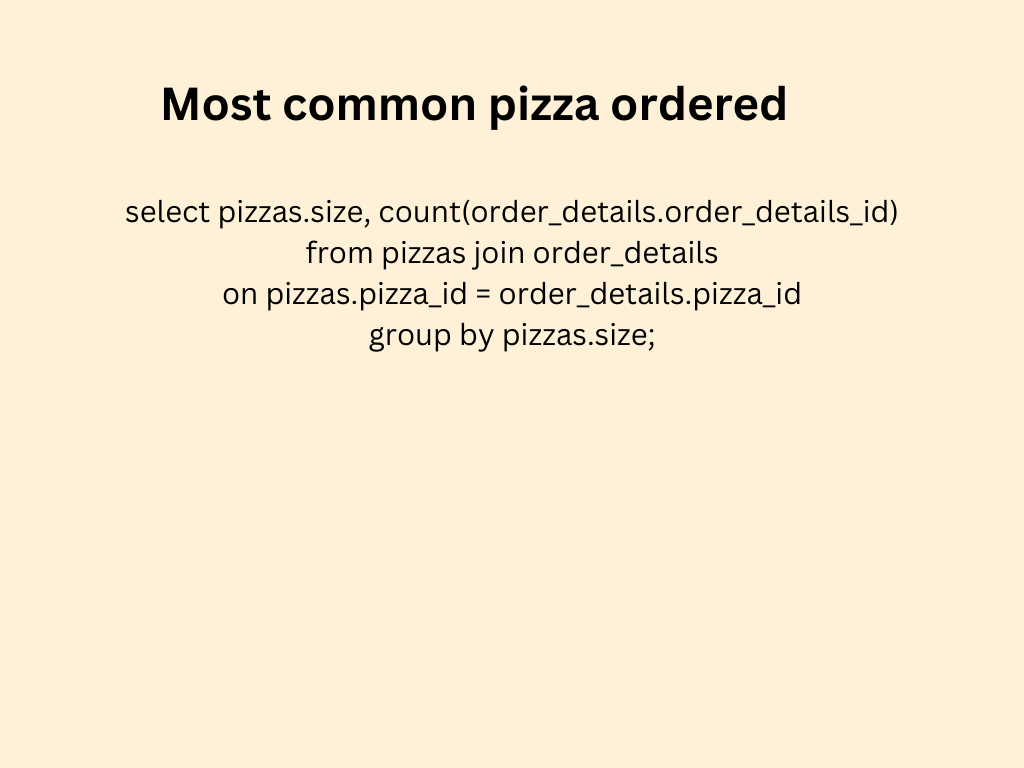 Most common pizza ordered
select pizzas.size, count(order_details.order_details_id)
from pizzas join order_details
on pizzas.pizza_id = order_details.pizza_id
group by pizzas.size;